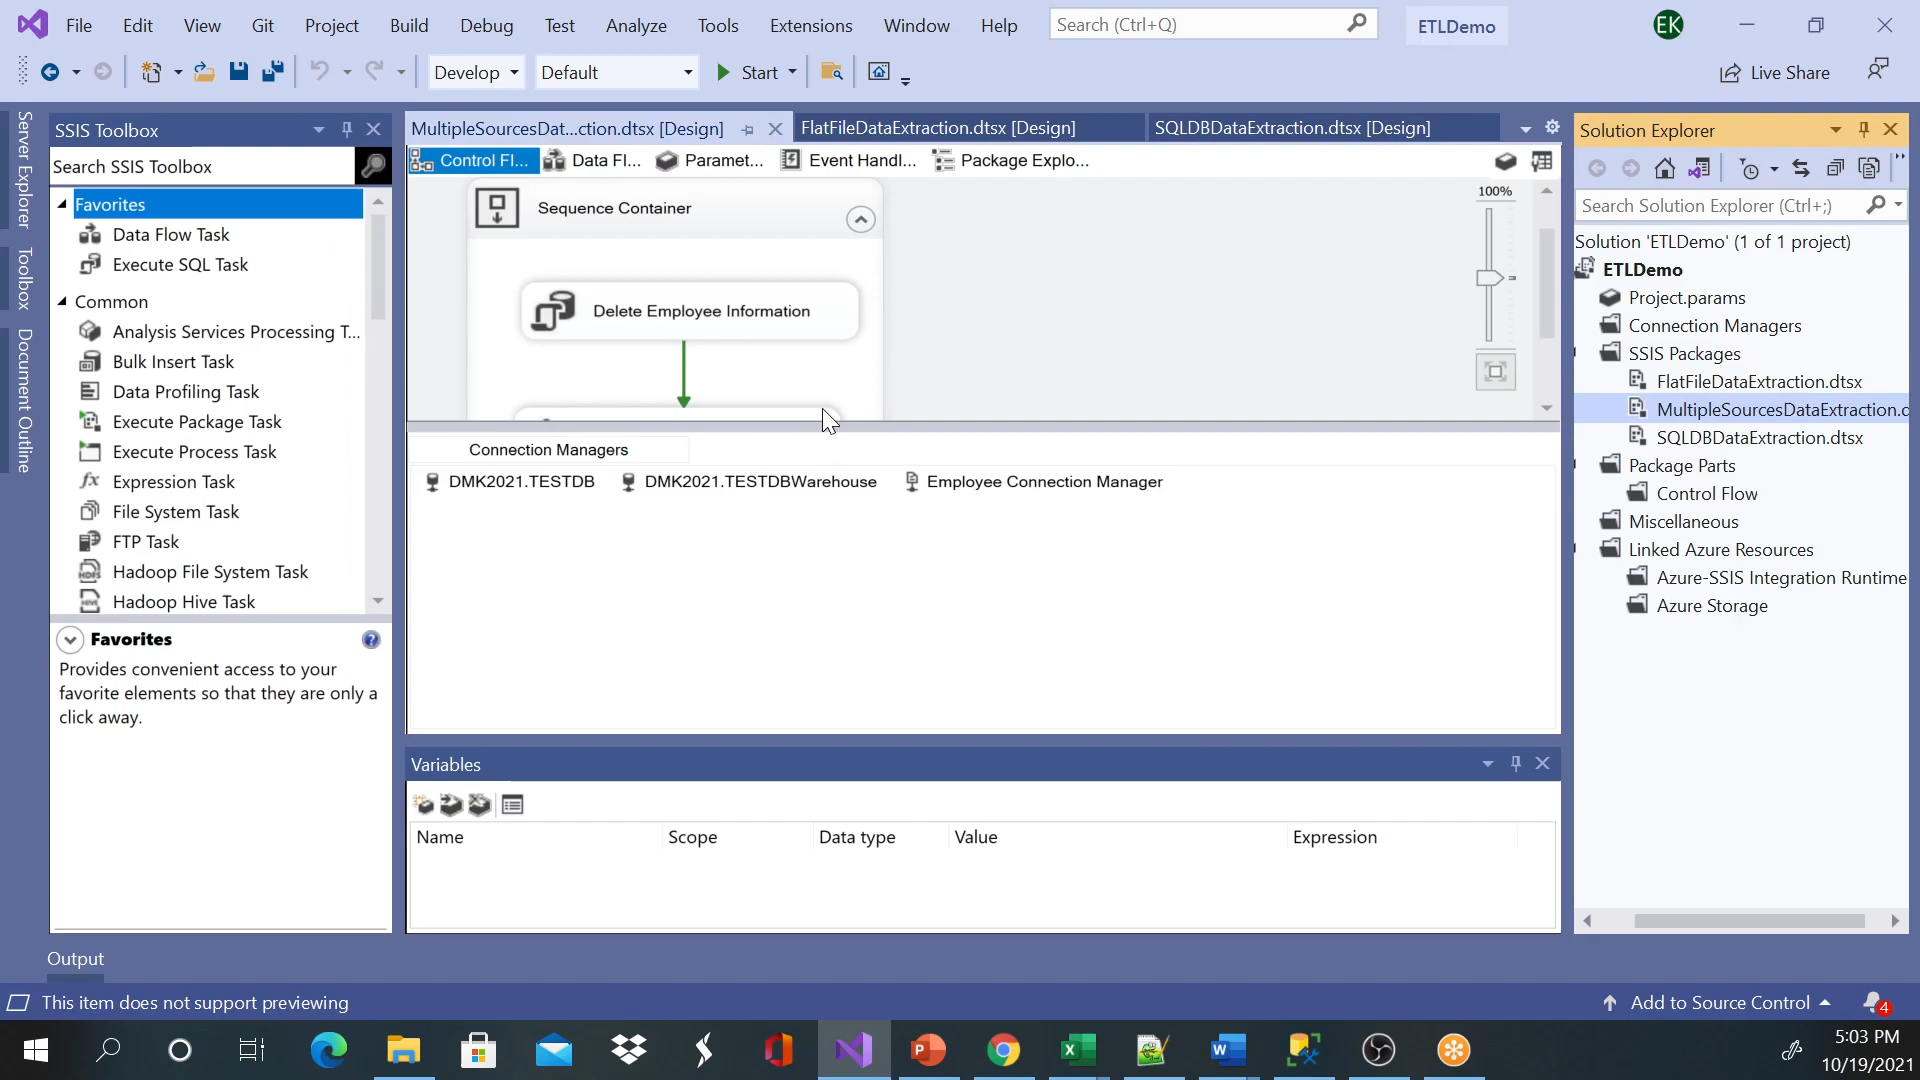 File Edit View Git Project Build Debug Test Analyze Tools Extensions Window Help Search (Ctrl+Q) ETLDemo EK
Develop Default Start Live Share
Server Explorer
Toolbox
Document Outline
SSIS Toolbox
Search SSIS Toolbox
Favorites
Data Flow Task
Execute SQL Task
Common
Analysis Services Processing T...
Bulk Insert Task
Data Profiling Task
Execute Package Task
Execute Process Task
fx Expression Task
File System Task
FTP Task
Hadoop File System Task
Hadoop Hive Task
Favorites
Provides convenient access to your
favorite elements so that they are only a
click away.
MultipleSourcesDat...ction.dtsx [Design] FlatFileDataExtraction.dtsx [Design] SQLDBDataExtraction.dtsx [Design]
Control Fl... Data Fl... Paramet... Event Handl... Package Explo...
100%
Sequence Container
Delete Employee Information
Connection Managers
DMK2021.TESTDB DMK2021.TESTDBWarehouse Employee Connection Manager
Variables
Name Scope Data type Value Expression
Solution Explorer
Search Solution Explorer (Ctrl+;)
Solution 'ETLDemo' (1 of 1 project)
ETLDemo
Project.params
Connection Managers
SSIS Packages
FlatFileDataExtraction.dtsx
MultipleSourcesDataExtraction.d
SQLDBDataExtraction.dtsx
Package Parts
Control Flow
Miscellaneous
Linked Azure Resources
Azure-SSIS Integration Runtime
Azure Storage
Output
This item does not support previewing Add to Source Control 4
5:03 PM
10/19/2021